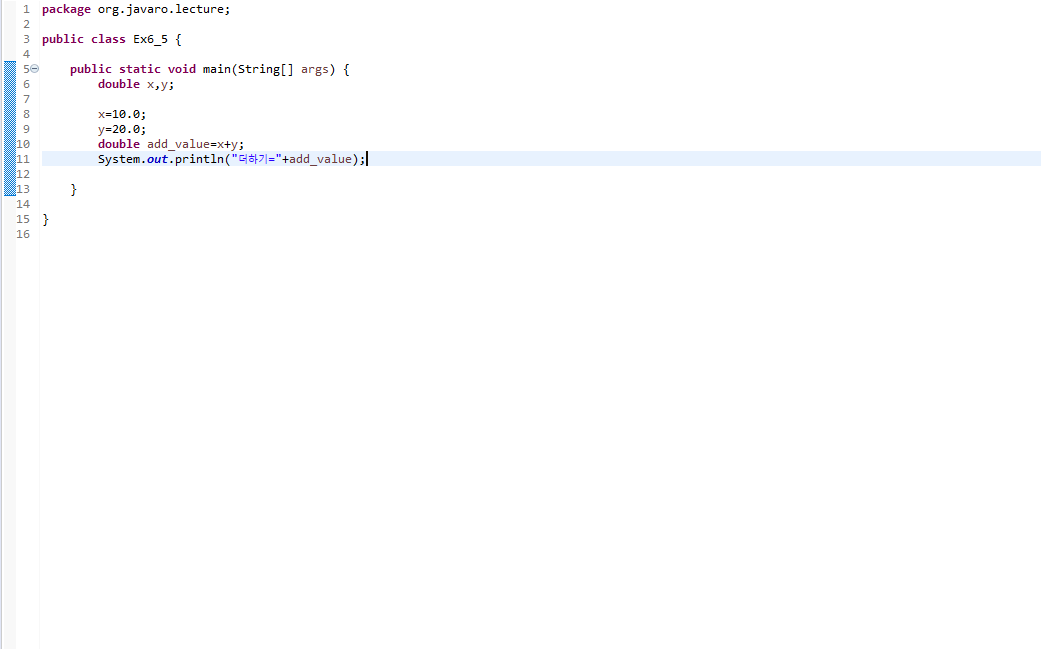 1 package org.javaro.lecture;
2
3 public class Ex6_5 {
4
5 public static void main(String[] args) {
6 double x,y;
7
8 x=10.0;
9 y=20.0;
10 double add_value=x+y;
11 System.out.println("더하기="+add_value);
12
13 }
14
15 }
16